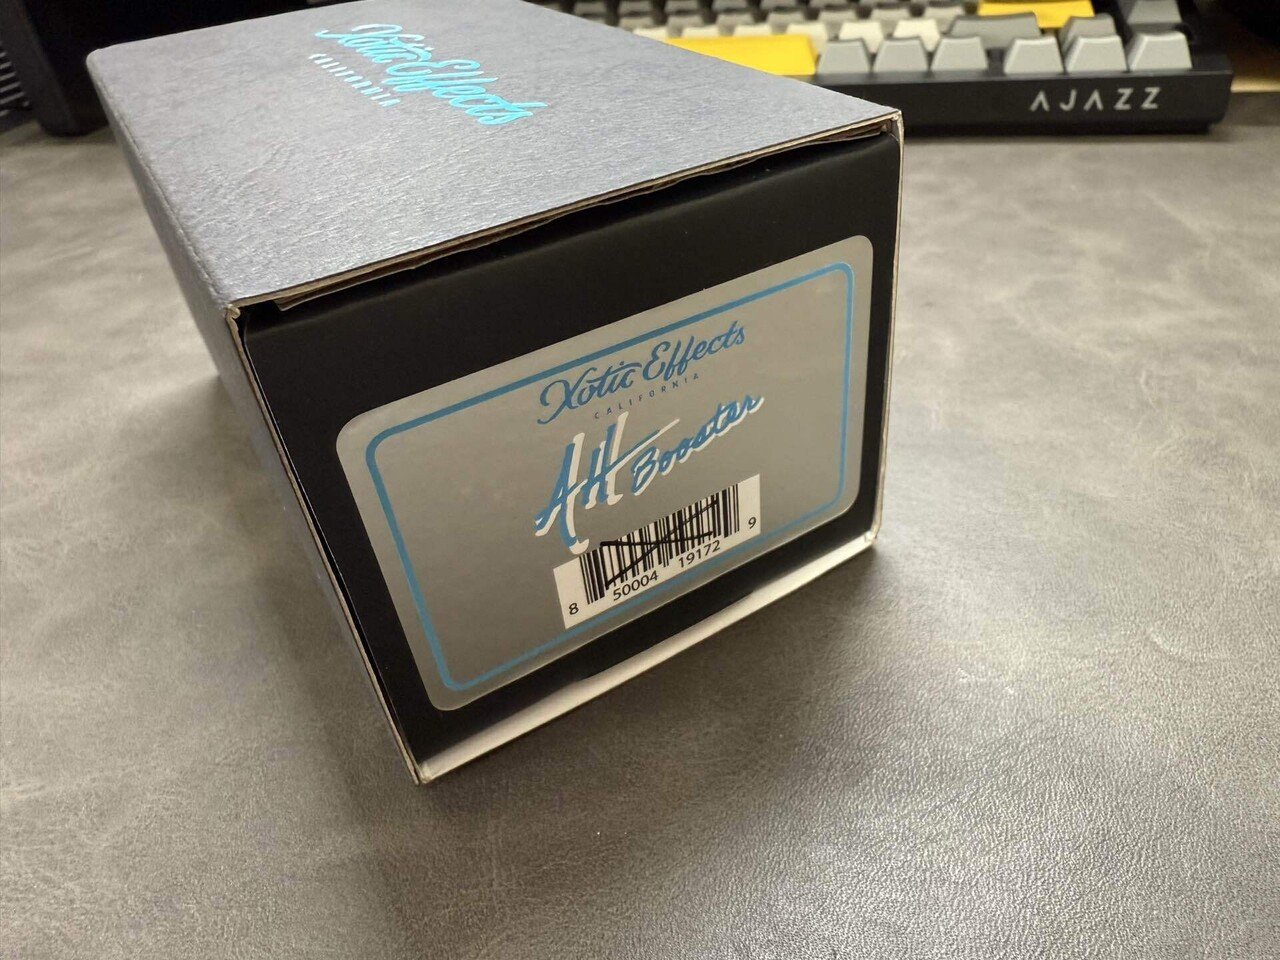 Xotic Effects
CALIFORNIA
AJAZZ
Xotic Effects
CALIFORNIA
AH Booster
8 50004 19172 9